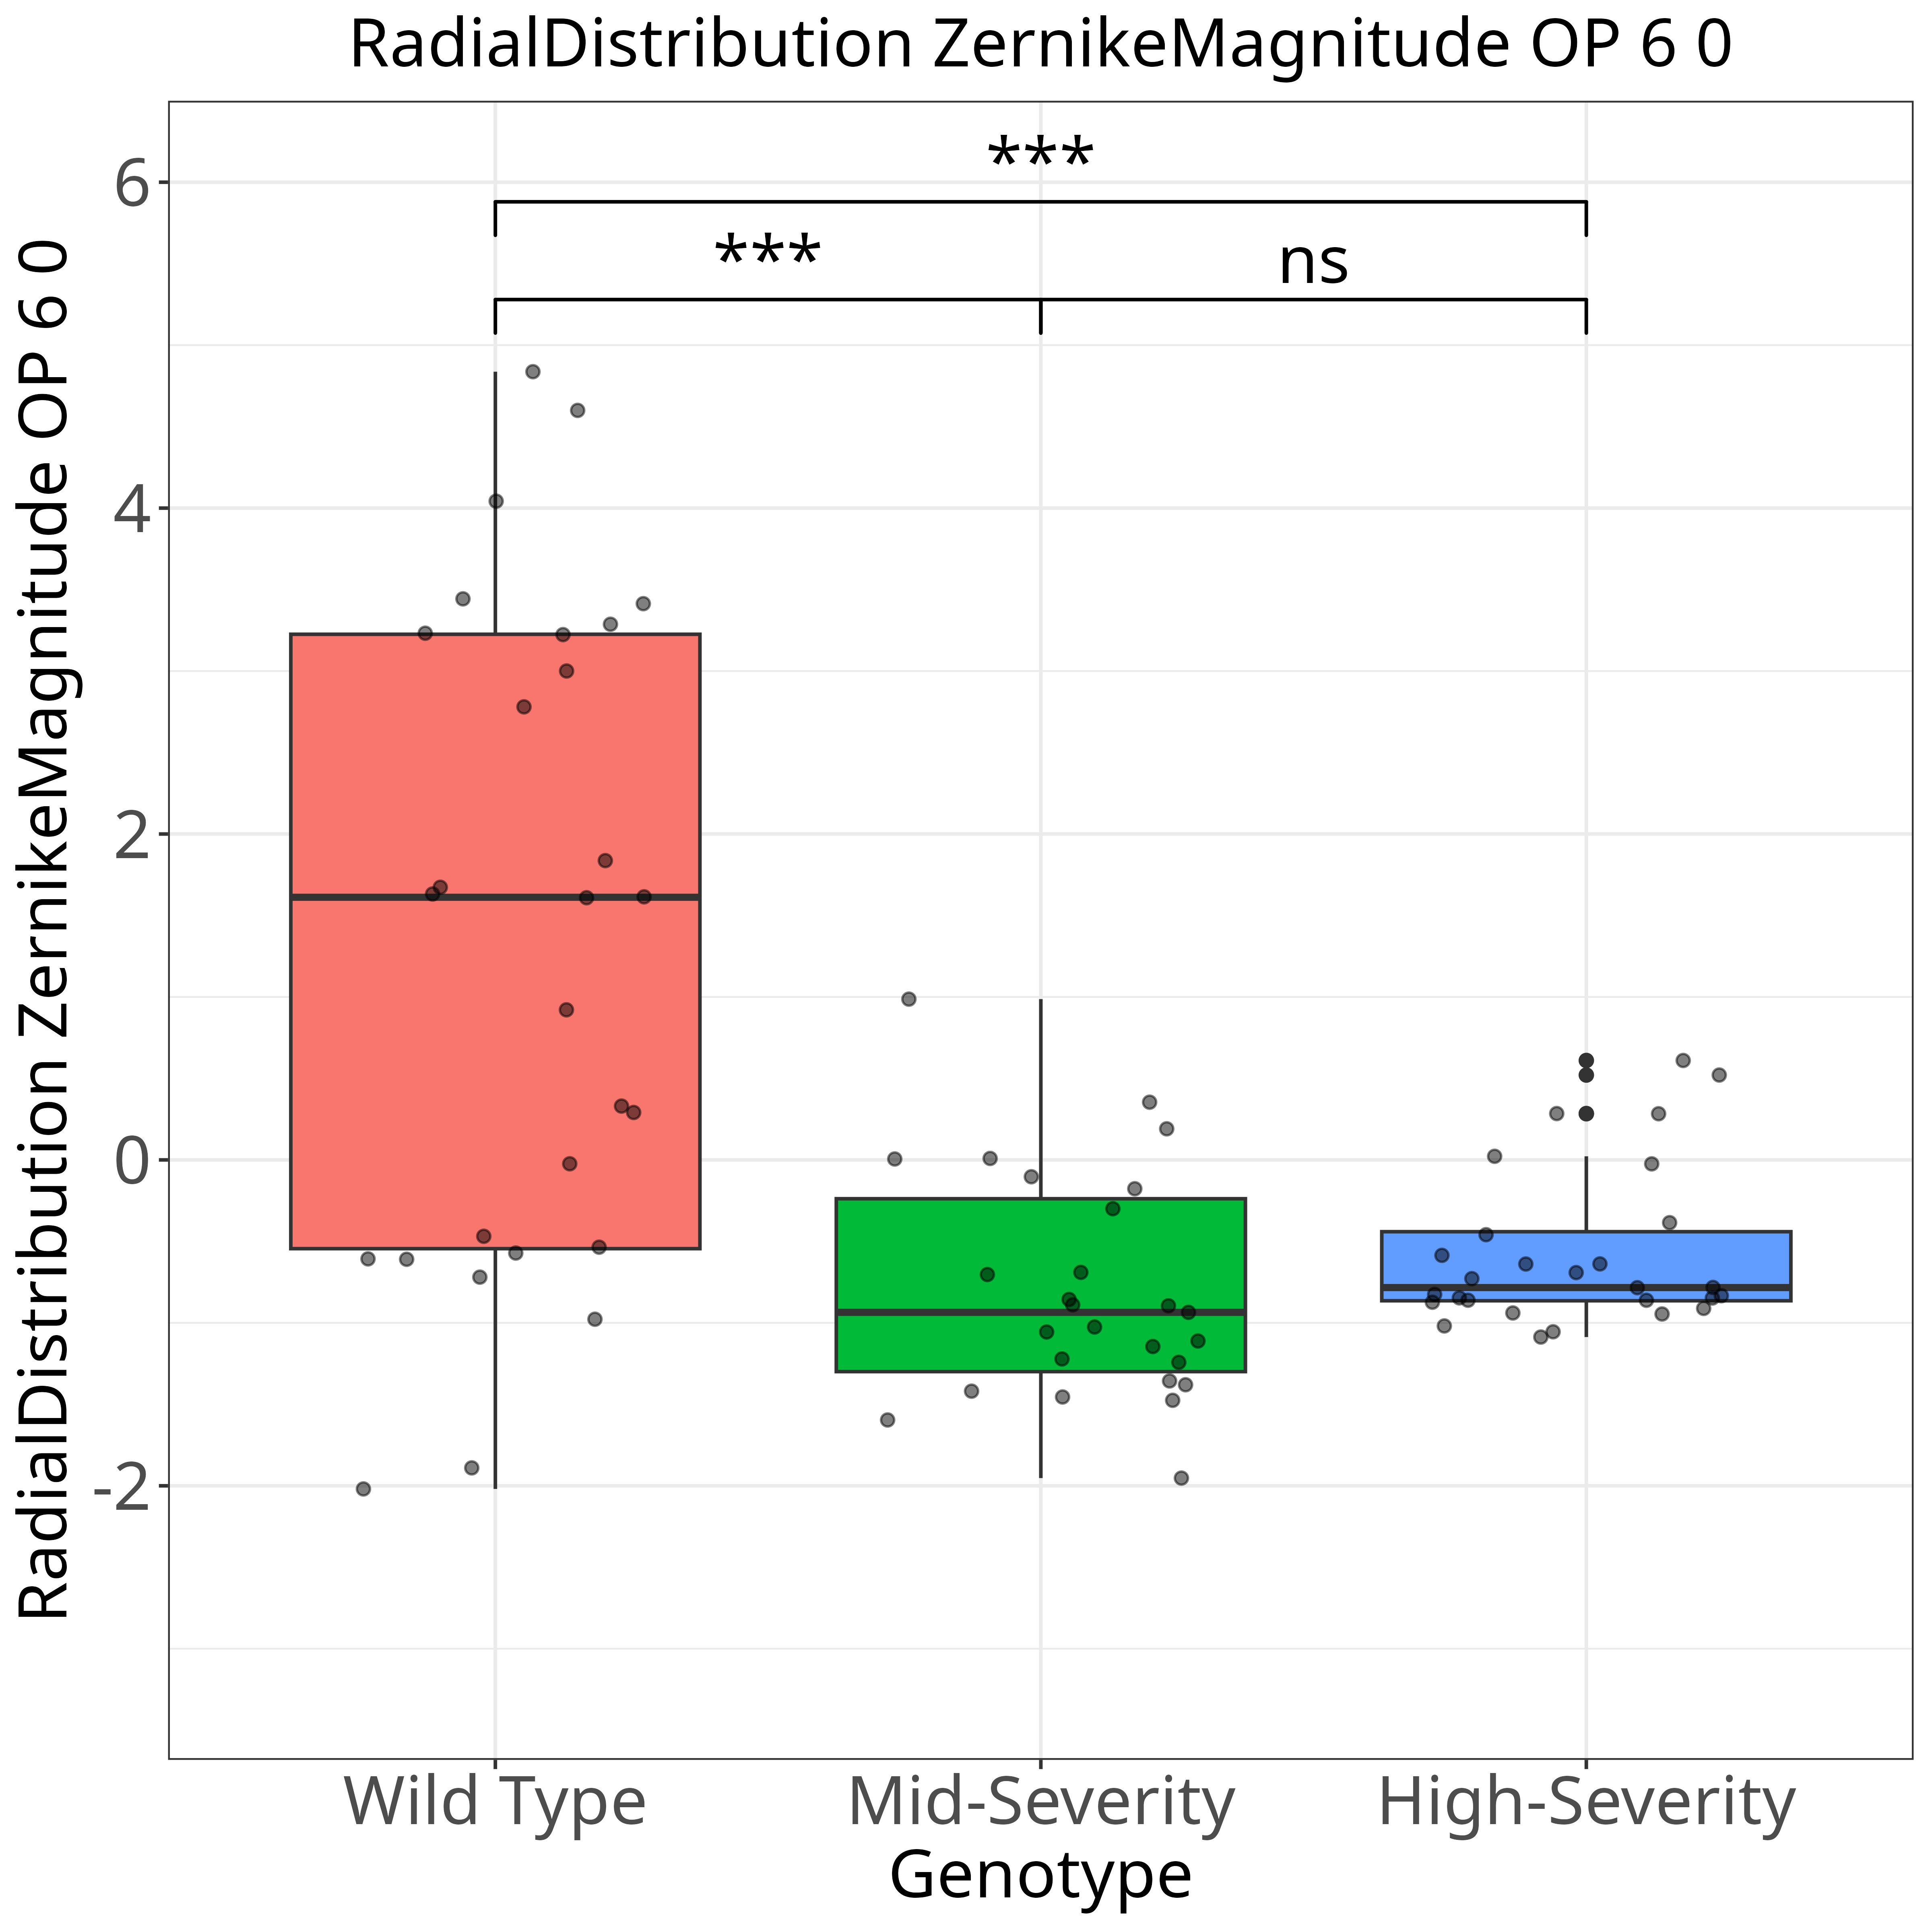 RadialDistribution ZernikeMagnitude OP 6 0
RadialDistribution ZernikeMagnitude OP 6 0
6
4
2
0
-2
***
***
ns
Wild Type
Mid-Severity
High-Severity
Genotype